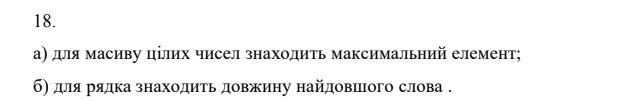 18.
а) для масиву цілих чисел знаходить максимальний елемент;
б) для рядка знаходить довжину найдовшого слова .